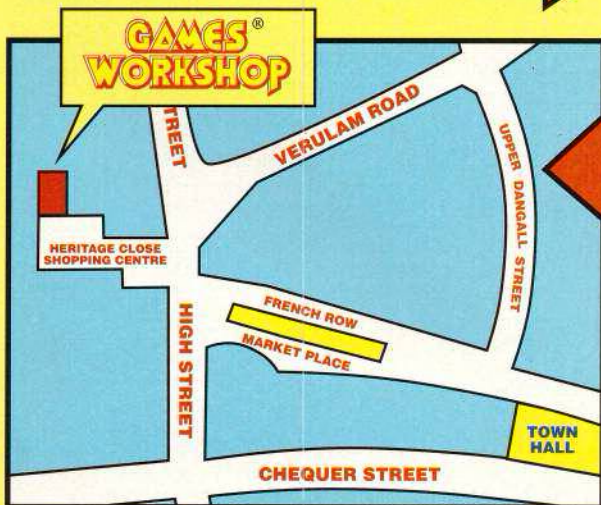 GAMES®
WORKSHOP
TREET
VERULAM ROAD
UPPER DANGALL STREET
HERITAGE CLOSE
SHOPPING CENTRE
FRENCH ROW
HIGH STREET
MARKET PLACE
TOWN
HALL
CHEQUER STREET